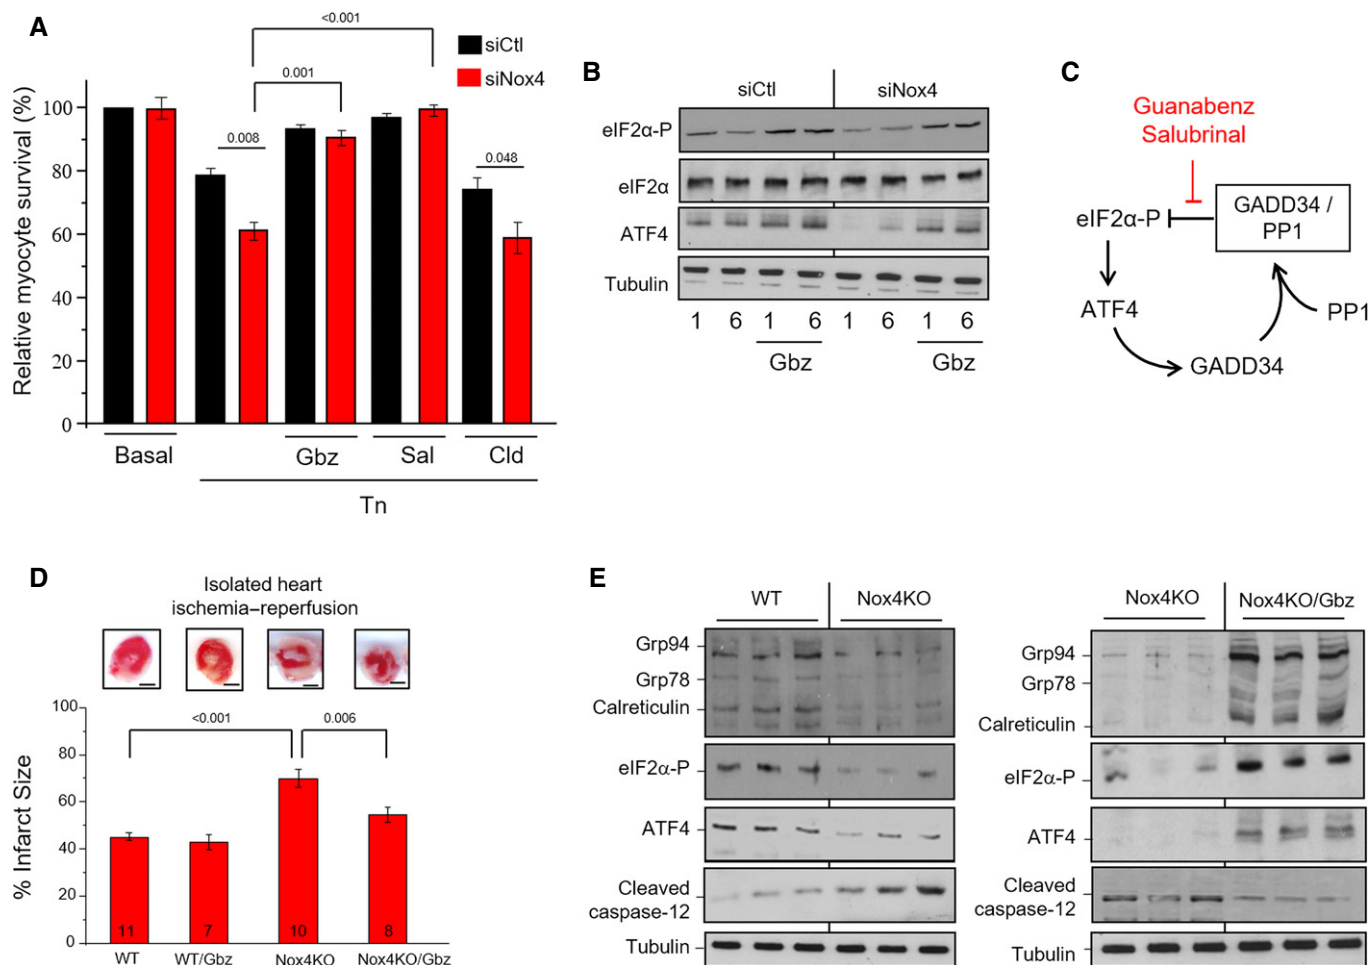 A
<0.001
siCtl
siNox4
0.001
0.008
0.048
Relative myocyte survival (%)
100
80
60
40
20
0
Basal
Gbz
Sal
Cld
Tn
B
siCtl
siNox4
eIF2α-P
eIF2α
ATF4
Tubulin
1 6 1 6 1 6 1 6
Gbz Gbz
C
Guanabenz
Salubrinal
eIF2α-P
GADD34 /
PP1
ATF4
PP1
GADD34
D
Isolated heart
ischemia–reperfusion
100
80
60
40
20
0
% Infarct Size
<0.001
0.006
11 7 10 8
WT WT/Gbz Nox4KO Nox4KO/Gbz
E
WT Nox4KO
Grp94
Grp78
Calreticulin
eIF2α-P
ATF4
Cleaved
caspase-12
Tubulin
Nox4KO Nox4KO/Gbz
Grp94
Grp78
Calreticulin
eIF2α-P
ATF4
Cleaved
caspase-12
Tubulin